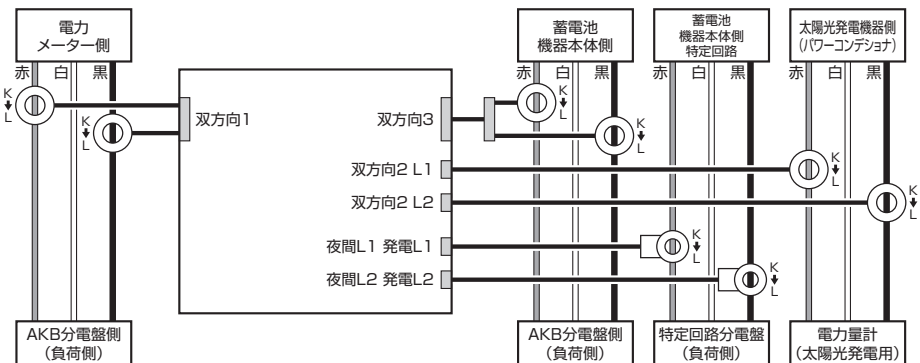 電力
メーター側
赤 白 黒
K
L
K
L
AKB分電盤側
(負荷側)
双方向1
双方向3
双方向2 L1
双方向2 L2
夜間L1 発電L1
夜間L2 発電L2
蓄電池
機器本体側
赤 白 黒
K
L
K
L
AKB分電盤側
(負荷側)
蓄電池
機器本体側
特定回路
赤 白 黒
K
L
K
L
特定回路分電盤
(負荷側)
太陽光発電機器側
(パワーコンデショナ)
赤 白 黒
K
L
K
L
電力量計
(太陽光発電用)